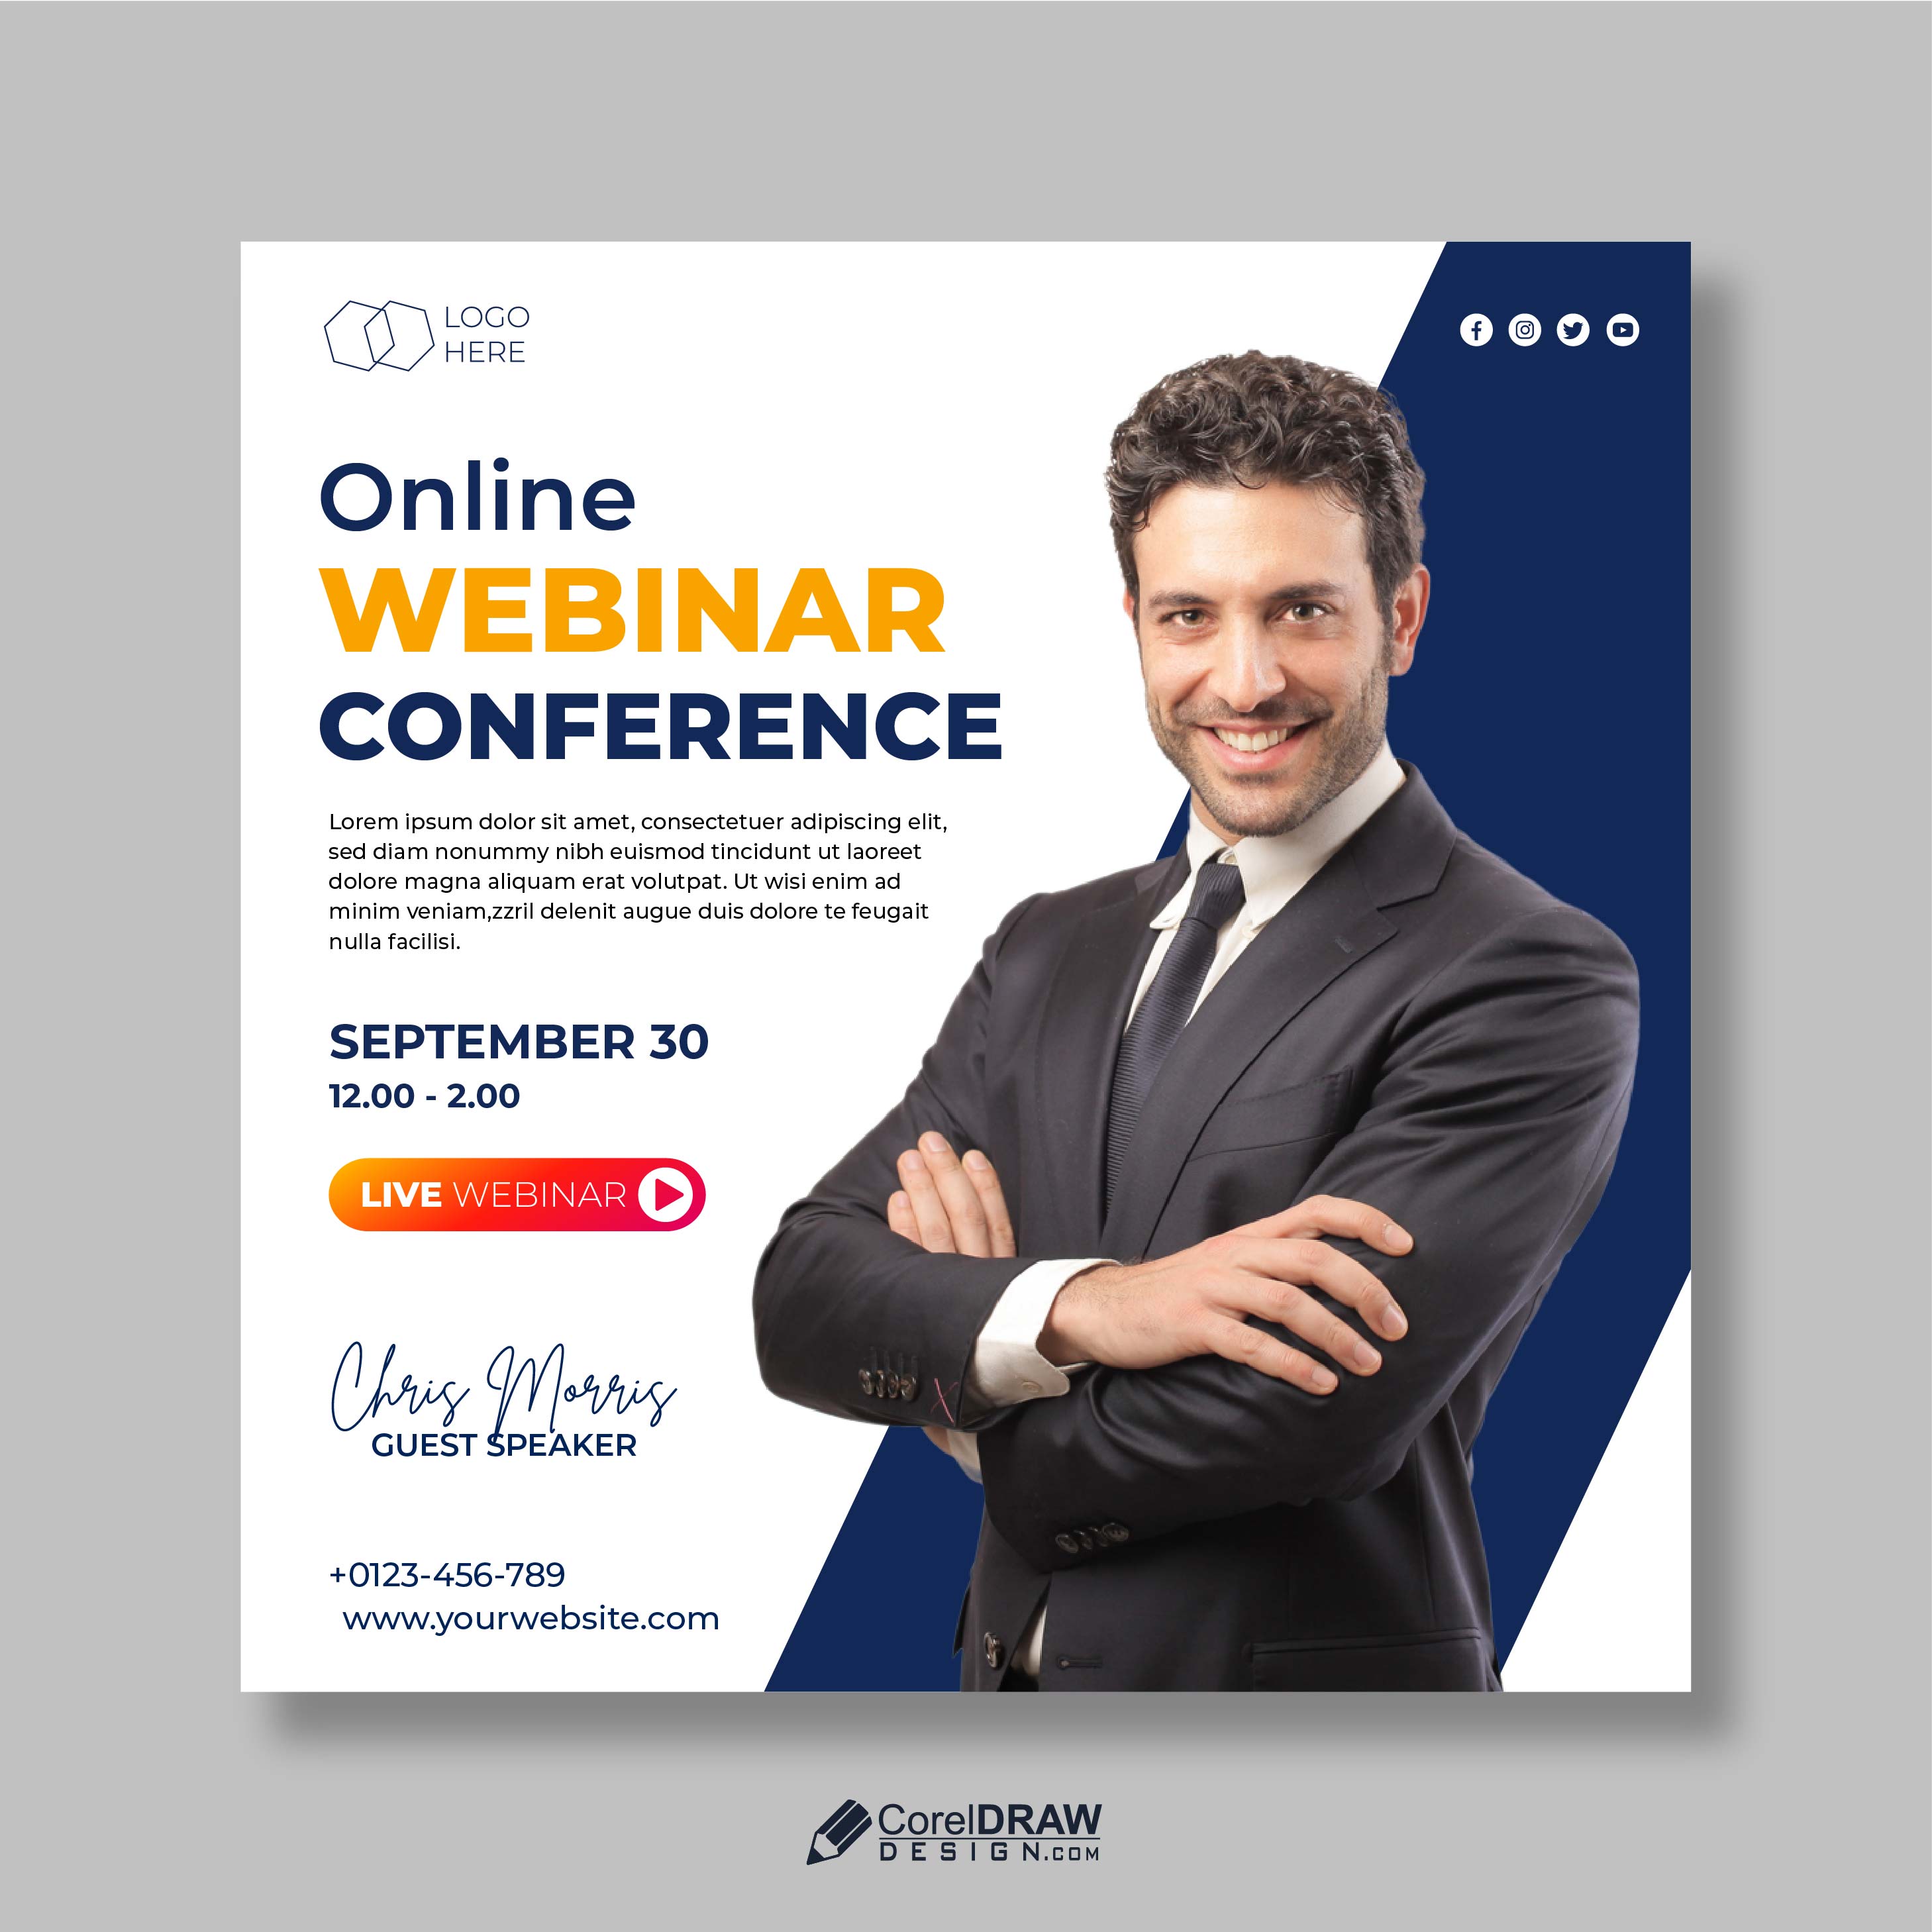 LOGO
HERE
Online
WEBINAR
CONFERENCE
Lorem ipsum dolor sit amet, consectetuer adipiscing elit,
sed diam nonummy nibh euismod tincidunt ut laoreet
dolore magna aliquam erat volutpat. Ut wisi enim ad
minim veniam,zzril delenit augue duis dolore te feugait
nulla facilisi.
SEPTEMBER 30
12.00 - 2.00
LIVE WEBINAR
Chris Morris
GUEST SPEAKER
+0123-456-789
www.yourwebsite.com
CorelDRAW
DESIGN.COM